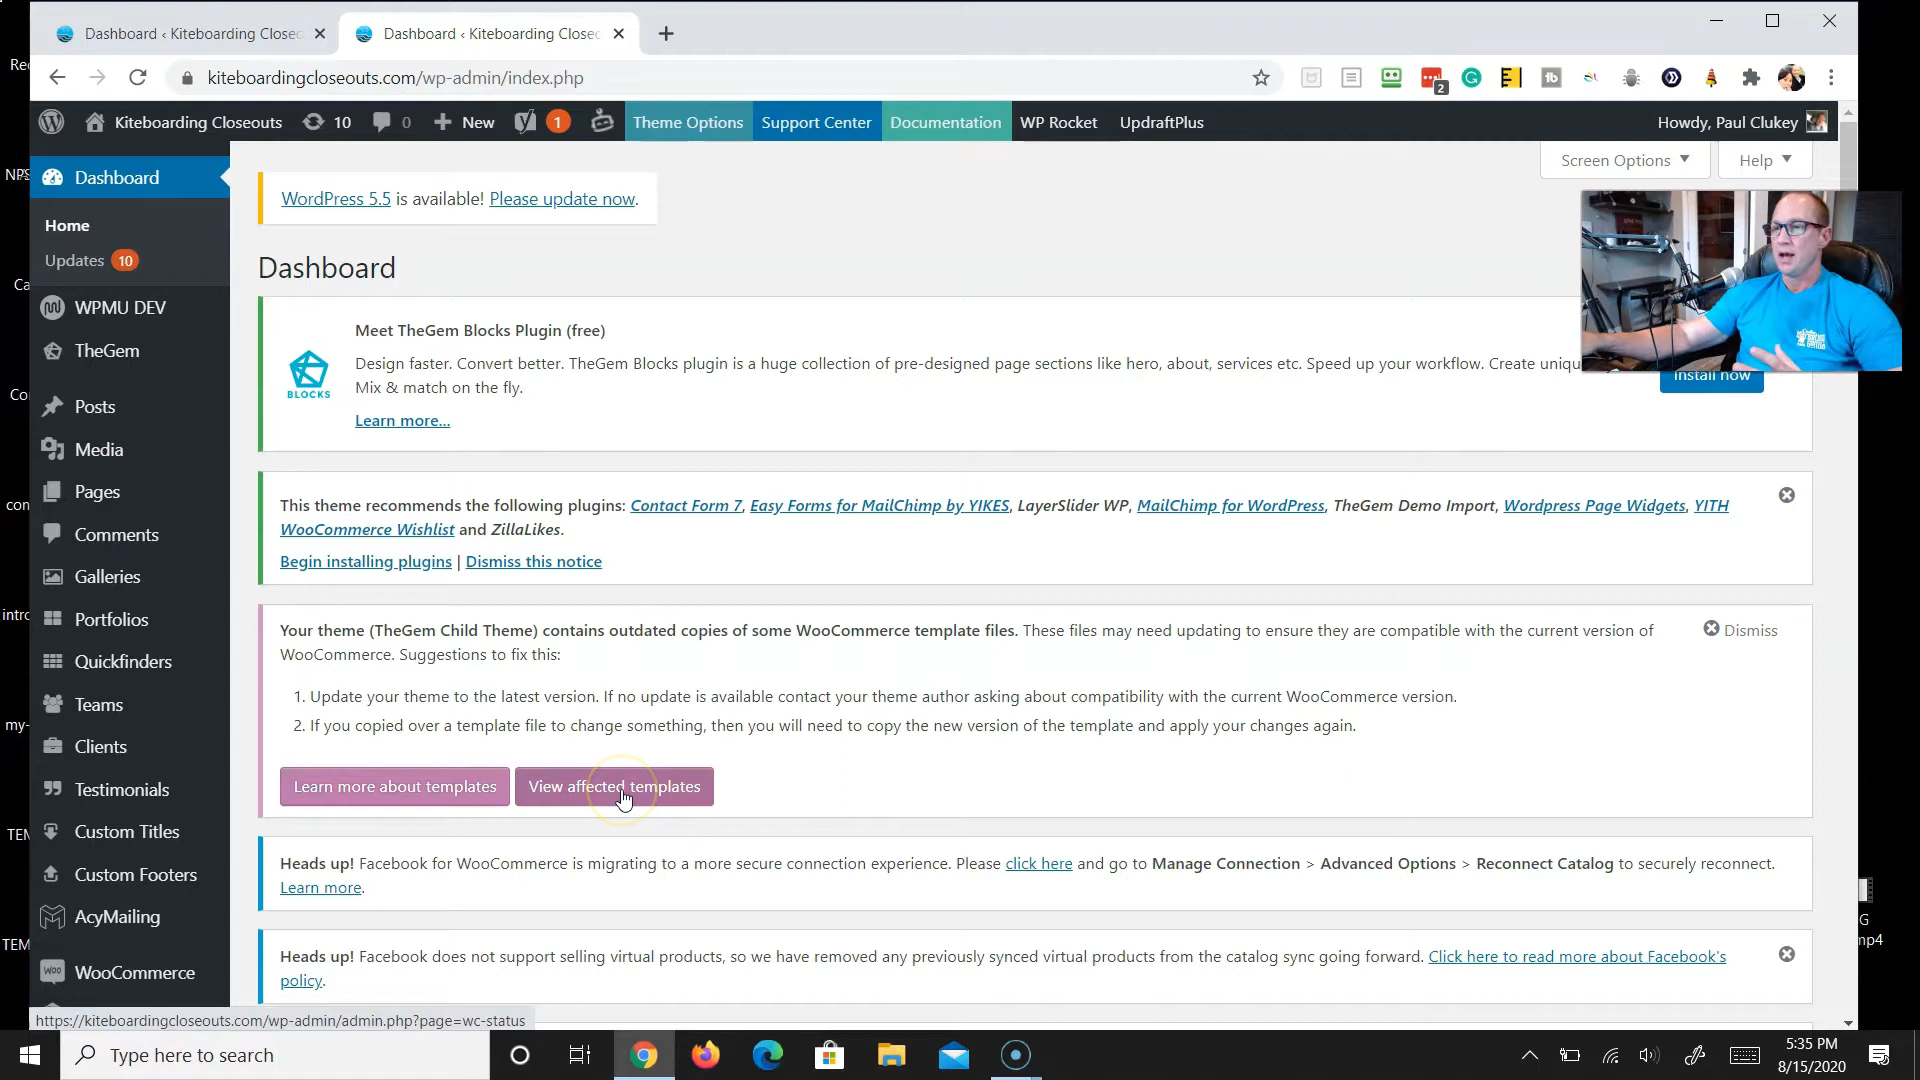 Dashboard ‹ Kiteboarding Closeo
Dashboard ‹ Kiteboarding Closeo
kiteboardingcloseouts.com/wp-admin/index.php
2
Kiteboarding Closeouts 10 0 New 1 Theme Options Support Center Documentation WP Rocket UpdraftPlus Howdy, Paul Clukey
Dashboard
Home
Updates 10
WPMU DEV
TheGem
Posts
Media
Pages
Comments
Galleries
Portfolios
Quickfinders
Teams
Clients
Testimonials
Custom Titles
Custom Footers
AcyMailing
Woo WooCommerce
Screen Options Help
WordPress 5.5 is available! Please update now.
Dashboard
BLOCKS
Meet TheGem Blocks Plugin (free)
Design faster. Convert better. TheGem Blocks plugin is a huge collection of pre-designed page sections like hero, about, services etc. Speed up your workflow. Create uniqu
Mix & match on the fly.
Learn more...
Install now
This theme recommends the following plugins: Contact Form 7, Easy Forms for MailChimp by YIKES, LayerSlider WP, MailChimp for WordPress, TheGem Demo Import, Wordpress Page Widgets, YITH
WooCommerce Wishlist and ZillaLikes.
Begin installing plugins | Dismiss this notice
Your theme (TheGem Child Theme) contains outdated copies of some WooCommerce template files. These files may need updating to ensure they are compatible with the current version of
WooCommerce. Suggestions to fix this:
Dismiss
1. Update your theme to the latest version. If no update is available contact your theme author asking about compatibility with the current WooCommerce version.
2. If you copied over a template file to change something, then you will need to copy the new version of the template and apply your changes again.
Learn more about templates View affected templates
Heads up! Facebook for WooCommerce is migrating to a more secure connection experience. Please click here and go to Manage Connection > Advanced Options > Reconnect Catalog to securely reconnect.
Learn more.
Heads up! Facebook does not support selling virtual products, so we have removed any previously synced virtual products from the catalog sync going forward. Click here to read more about Facebook's
policy.
https://kiteboardingcloseouts.com/wp-admin/admin.php?page=wc-status
Rec
NPS
Ca
Co
con
intro
my-
TEM
TEM
G
mp4
Type here to search
5:35 PM
8/15/2020